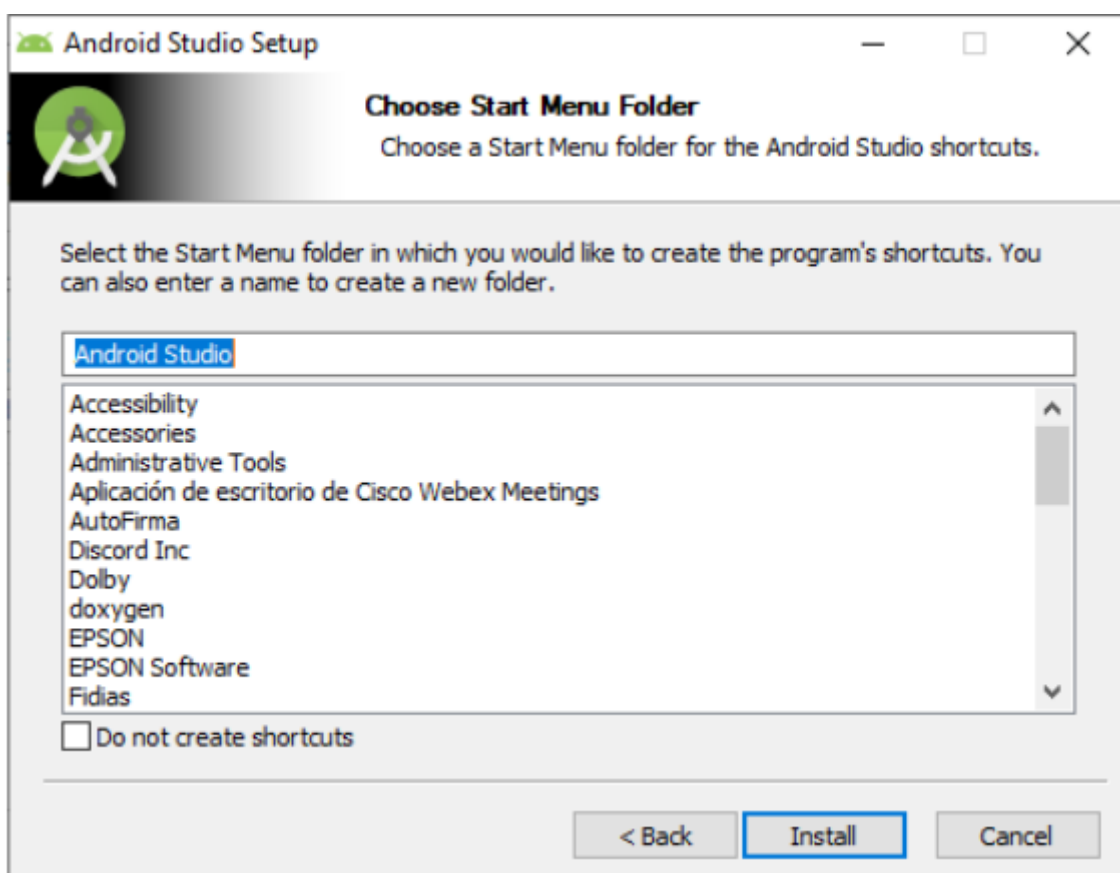 Android Studio Setup
Choose Start Menu Folder
Choose a Start Menu folder for the Android Studio shortcuts.
Select the Start Menu folder in which you would like to create the program's shortcuts. You
can also enter a name to create a new folder.
Android Studio
Accessibility
Accessories
Administrative Tools
Aplicación de escritorio de Cisco Webex Meetings
AutoFirma
Discord Inc
Dolby
doxygen
EPSON
EPSON Software
Fidias
Do not create shortcuts
< Back Install Cancel